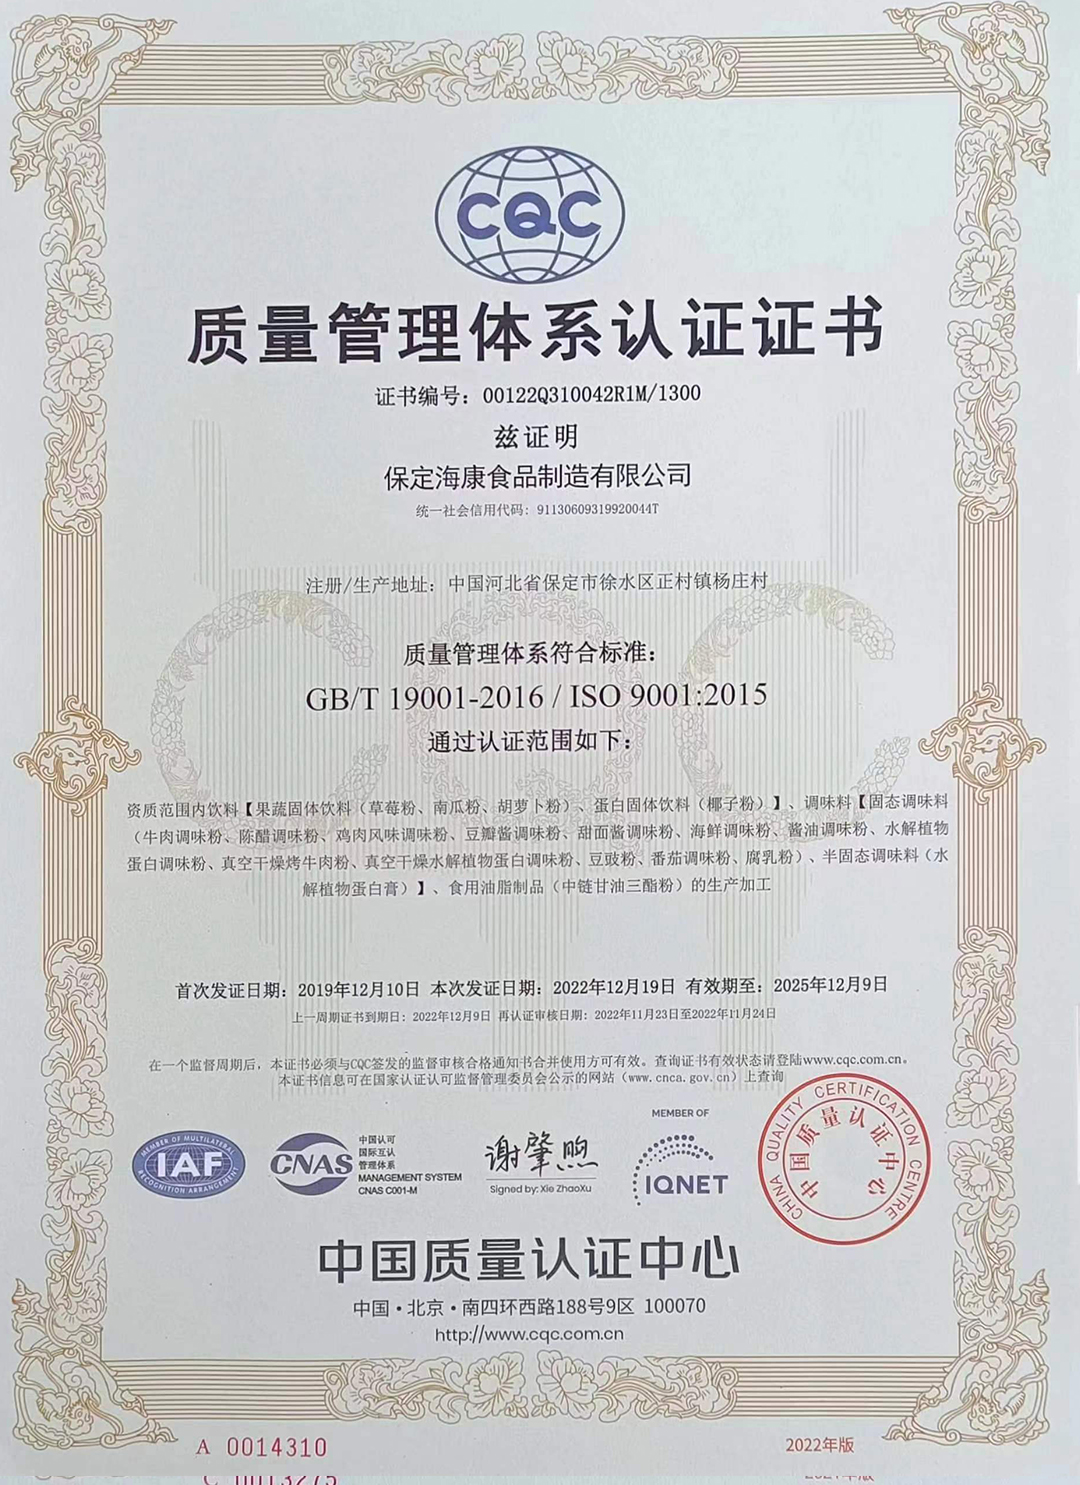 CQC
质量管理体系认证证书
证书编号：00122Q310042R1M/1300
兹证明
保定海康食品制造有限公司
统一社会信用代码：91130609319920044T
注册/生产地址：中国河北省保定市徐水区正村镇杨庄村
质量管理体系符合标准：
GB/T 19001-2016 / ISO 9001:2015
通过认证范围如下：
资质范围内饮料【果蔬固体饮料（草莓粉、南瓜粉、胡萝卜粉）、蛋白固体饮料（椰子粉）】、调味料【固态调味料
（牛肉调味粉、陈醋调味粉、鸡肉风味调味粉、豆瓣酱调味粉、甜面酱调味粉、海鲜调味粉、酱油调味粉、水解植物
蛋白调味粉、真空干燥烤牛肉粉、真空干燥水解植物蛋白调味粉、豆豉粉、番茄调味粉、腐乳粉）、半固态调味料（水
解植物蛋白膏）】、食用油脂制品（中链甘油三酯粉）的生产加工
首次发证日期：2019年12月10日 本次发证日期：2022年12月19日 有效期至：2025年12月9日
上一周期证书到期日：2022年12月9日 再认证审核日期：2022年11月23日至2022年11月24日
在一个监督周期后，本证书必须与CQC签发的监督审核合格通知书合并使用方可有效。查询证书有效状态请登陆www.cqc.com.cn。
本证书信息可在国家认证认可监督管理委员会公示的网站（www.cnca.gov.cn）上查询
MEMBER OF MULTILATERAL
IAF
RECOGNITION ARRANGEMENT
CNAS
中国认可
国际互认
管理体系
MANAGEMENT SYSTEM
CNAS C001-M
谢肇煦
Signed by: Xie ZhaoXu
MEMBER OF
IQNET
CHINA QUALITY CERTIFICATION CENTRE
中国质量认证中心
中国质量认证中心
中国·北京·南四环西路188号9区 100070
http://www.cqc.com.cn
A 0014310
2022年版